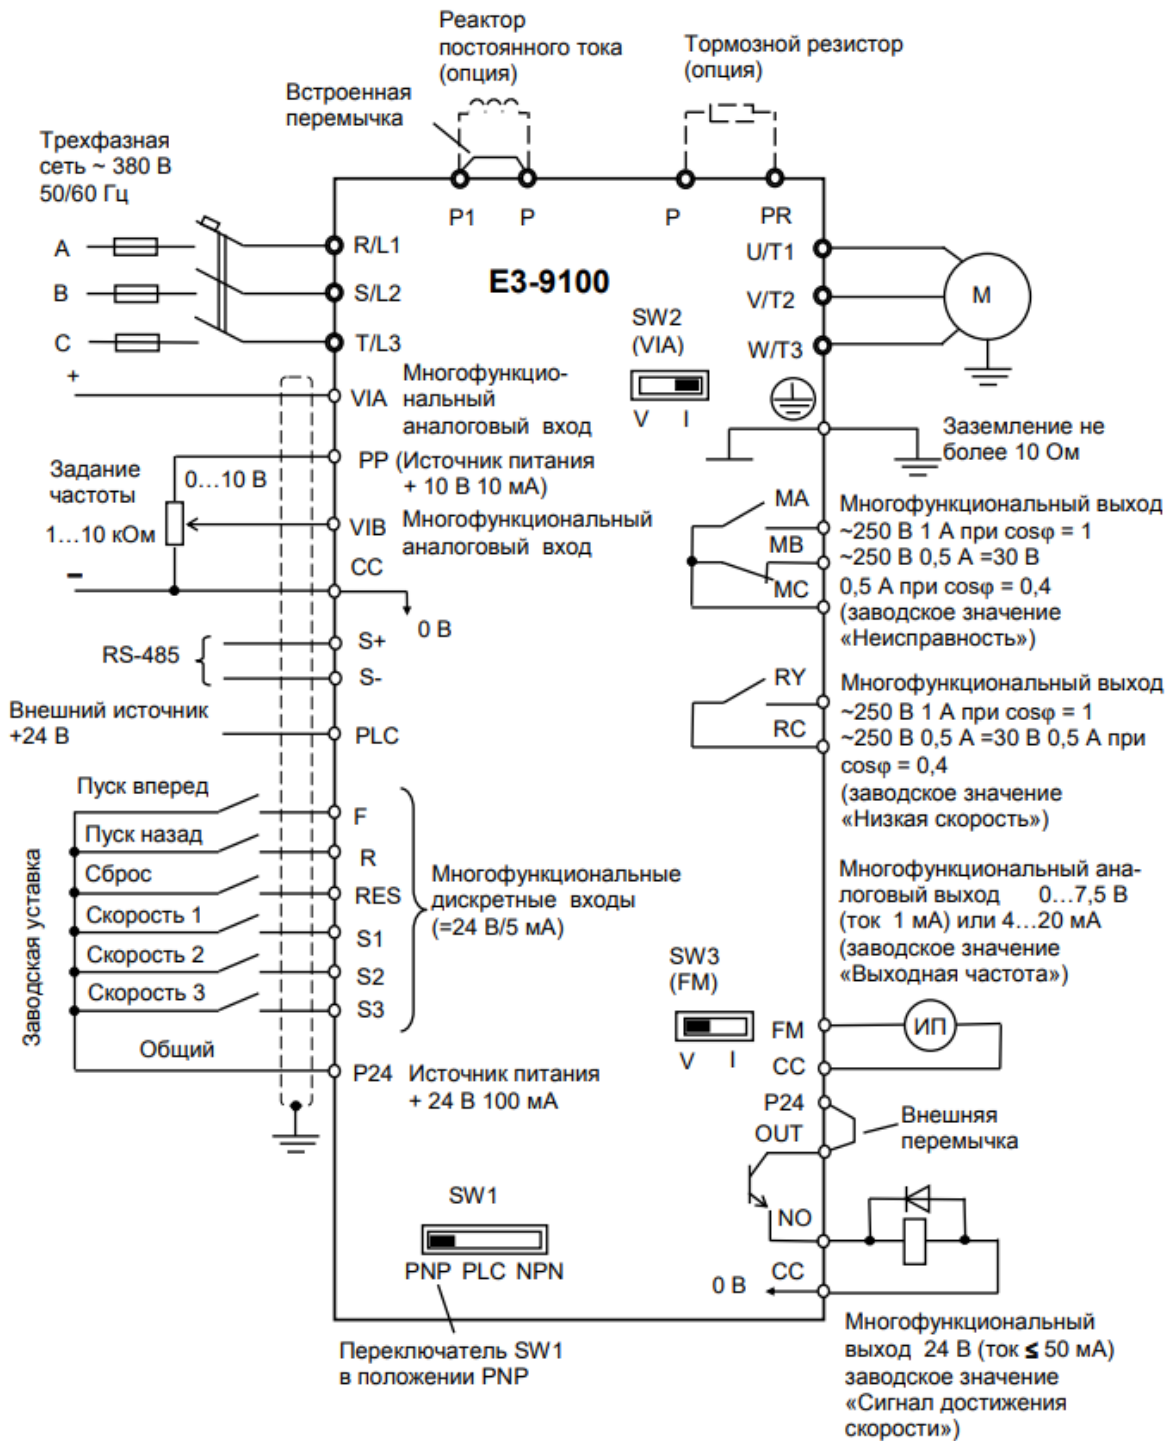 Реактор
постоянного тока
(опция)
Тормозной резистор
(опция)
Встроенная
перемычка
Трехфазная
сеть ~ 380 В
50/60 Гц
P1
P
P
PR
A
R/L1
B
S/L2
C
T/L3
E3-9100
U/T1
V/T2
W/T3
M
SW2
(VIA)
V I
+
VIA
Многофункцио-
нальный
аналоговый вход
Заземление не
более 10 Ом
PP (Источник питания
+ 10 В 10 мА)
Задание
частоты
0...10 В
1...10 кОм
VIB
Многофункциональный
аналоговый вход
–
CC
0 В
MA
MB
MC
Многофункциональный выход
~250 В 1 А при cosφ = 1
~250 В 0,5 А =30 В
0,5 А при cosφ = 0,4
(заводское значение
«Неисправность»)
RS-485
S+
S-
Внешний источник
+24 В
PLC
RY
RC
Многофункциональный выход
~250 В 1 А при cosφ = 1
~250 В 0,5 А =30 В 0,5 А при
cosφ = 0,4
(заводское значение
«Низкая скорость»)
Заводская уставка
Пуск вперед
F
Пуск назад
R
Сброс
RES
Скорость 1
S1
Скорость 2
S2
Скорость 3
S3
Общий
P24
Многофункциональные
дискретные входы
(=24 В/5 мА)
Источник питания
+ 24 В 100 мА
Многофункциональный ана-
логовый выход 0...7,5 В
(ток 1 мА) или 4...20 мА
(заводское значение
«Выходная частота»)
SW3
(FM)
V I
FM
ИП
CC
P24
OUT
Внешняя
перемычка
NO
CC
0 В
SW1
PNP PLC NPN
Переключатель SW1
в положении PNP
Многофункциональный
выход 24 В (ток ≤ 50 мА)
заводское значение
«Сигнал достижения
скорости»)